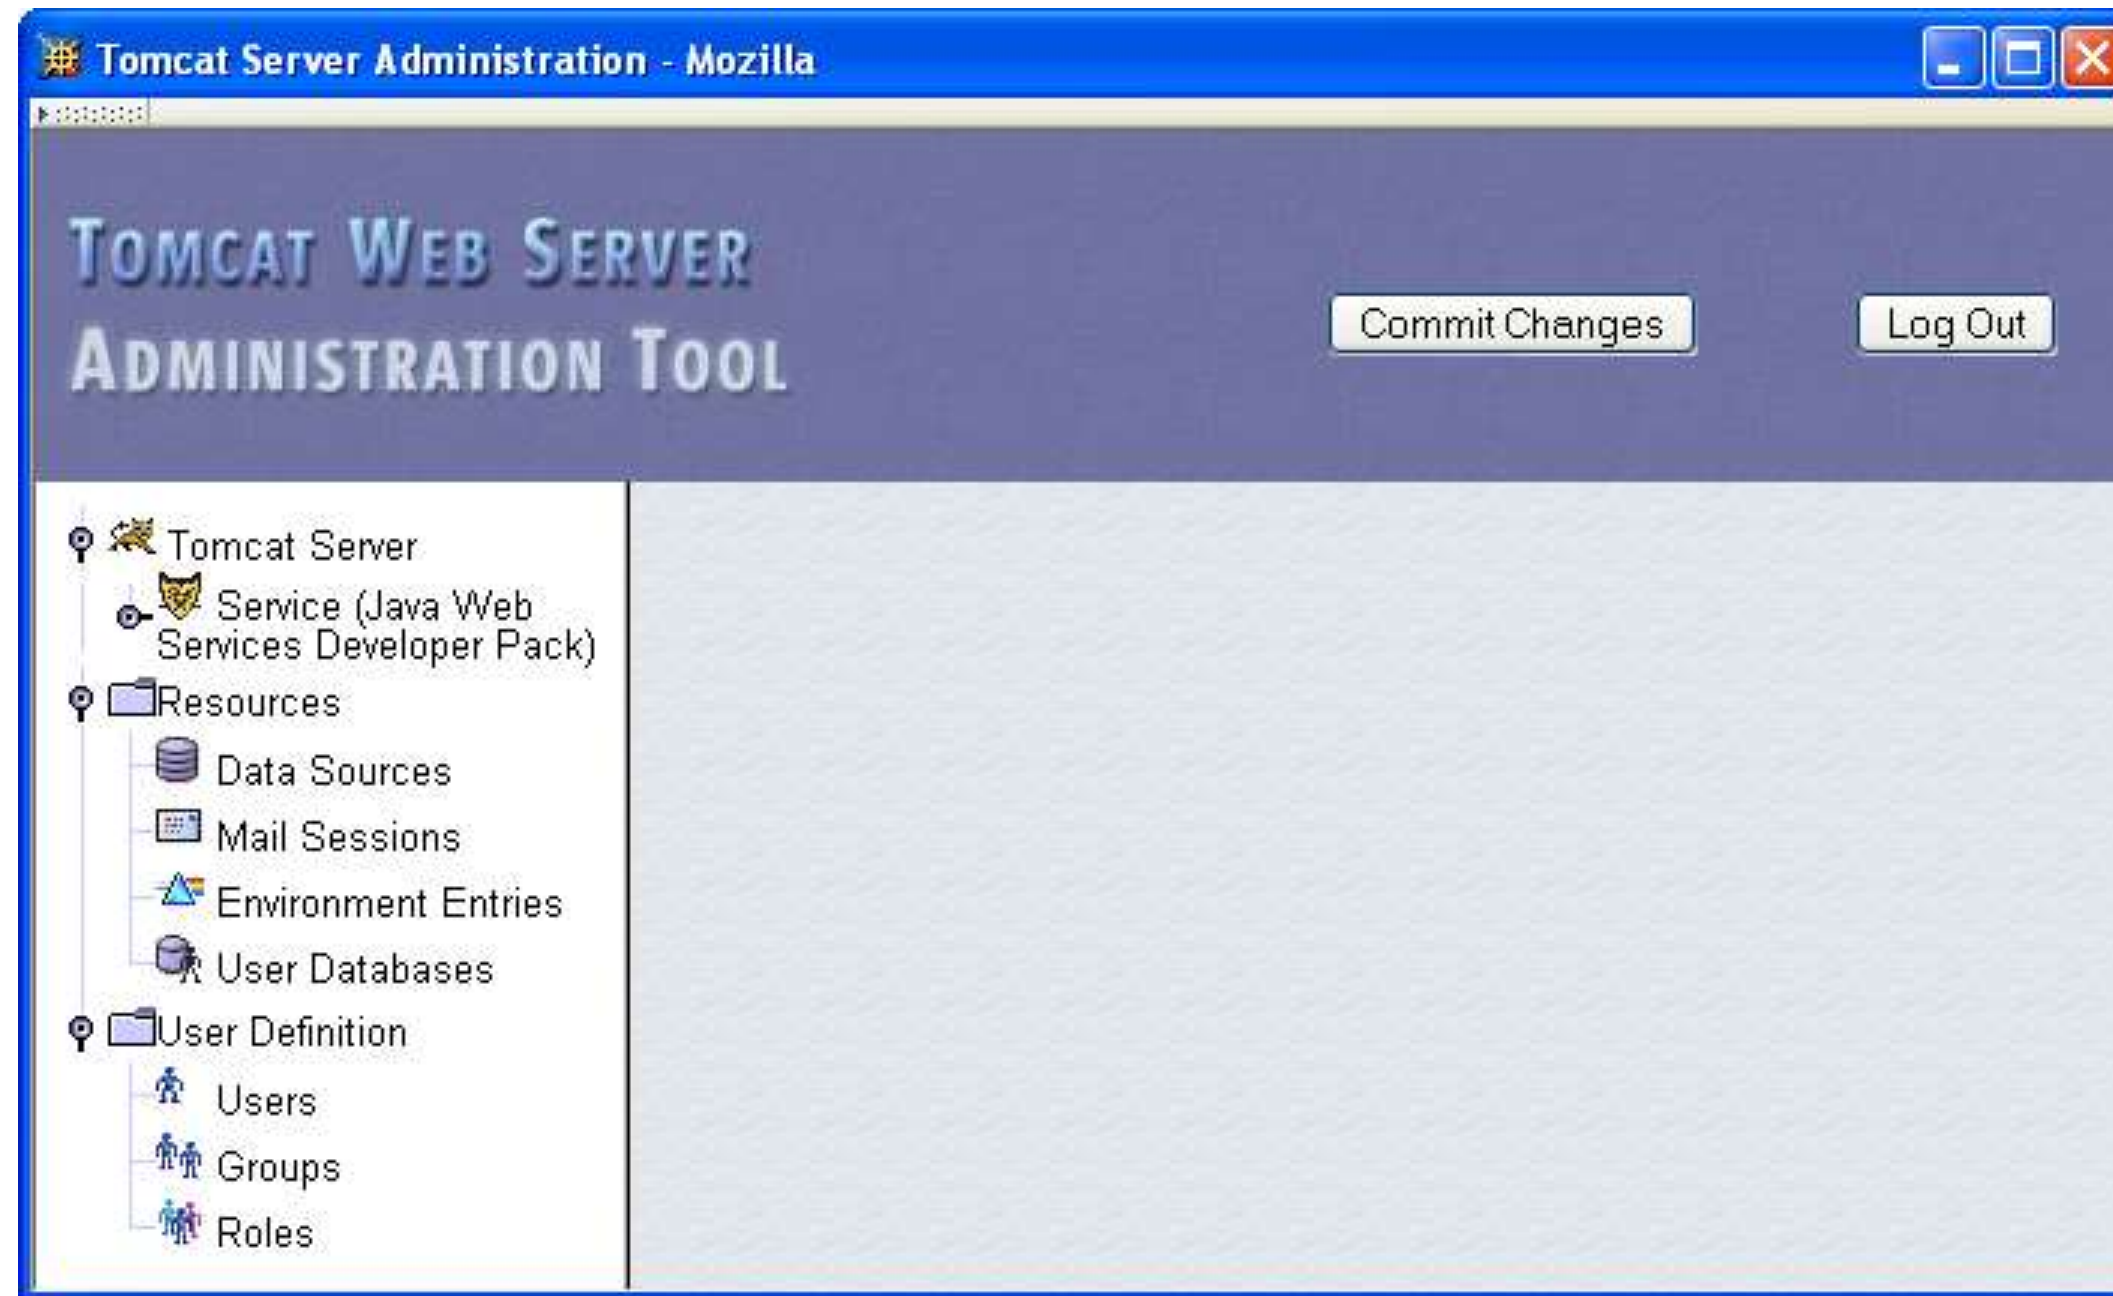 Tomcat Server Administration - Mozilla
TOMCAT WEB SERVER
ADMINISTRATION TOOL
Commit Changes
Log Out
Tomcat Server
Service (Java Web
Services Developer Pack)
Resources
Data Sources
Mail Sessions
Environment Entries
User Databases
User Definition
Users
Groups
Roles